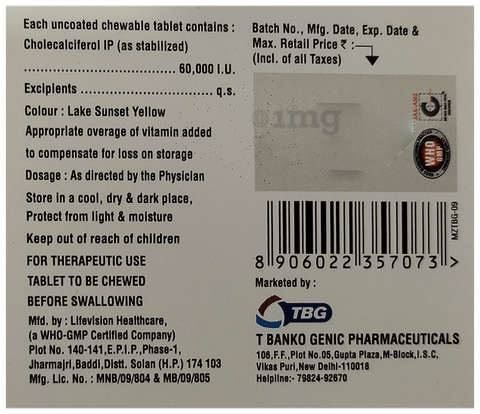 Each uncoated chewable tablet contains :
Cholecalciferol IP (as stabilized)
.................................... 60,000 I.U.
Excipients ................................... q.s.
Colour : Lake Sunset Yellow
Appropriate overage of vitamin added
to compensate for loss on storage
Dosage : As directed by the Physician
Store in a cool, dry & dark place,
Protect from light & moisture
Keep out of reach of children
FOR THERAPEUTIC USE
TABLET TO BE CHEWED
BEFORE SWALLOWING
Mfd. by : Lifevision Healthcare,
(a WHO-GMP Certified Company)
Plot No. 140-141,E.P.I.P.,Phase-1,
Jharmajri,Baddi,Distt. Solan (H.P.) 174 103
Mfg. Lic. No. : MNB/09/804 & MB/09/805
Batch No., Mfg. Date, Exp. Date &
Max. Retail Price ₹ :
(Incl. of all Taxes)
1mg
WHO
GMP
MZTBG-09
8 906022 357073 >
Marketed by :
TBG
T BANKO GENIC PHARMACEUTICALS
106,F.F.,Plot No.05,Gupta Plaza,M-Block,I.S.C,
Vikas Puri,New Delhi-110018
Helpline:- 79824-92670